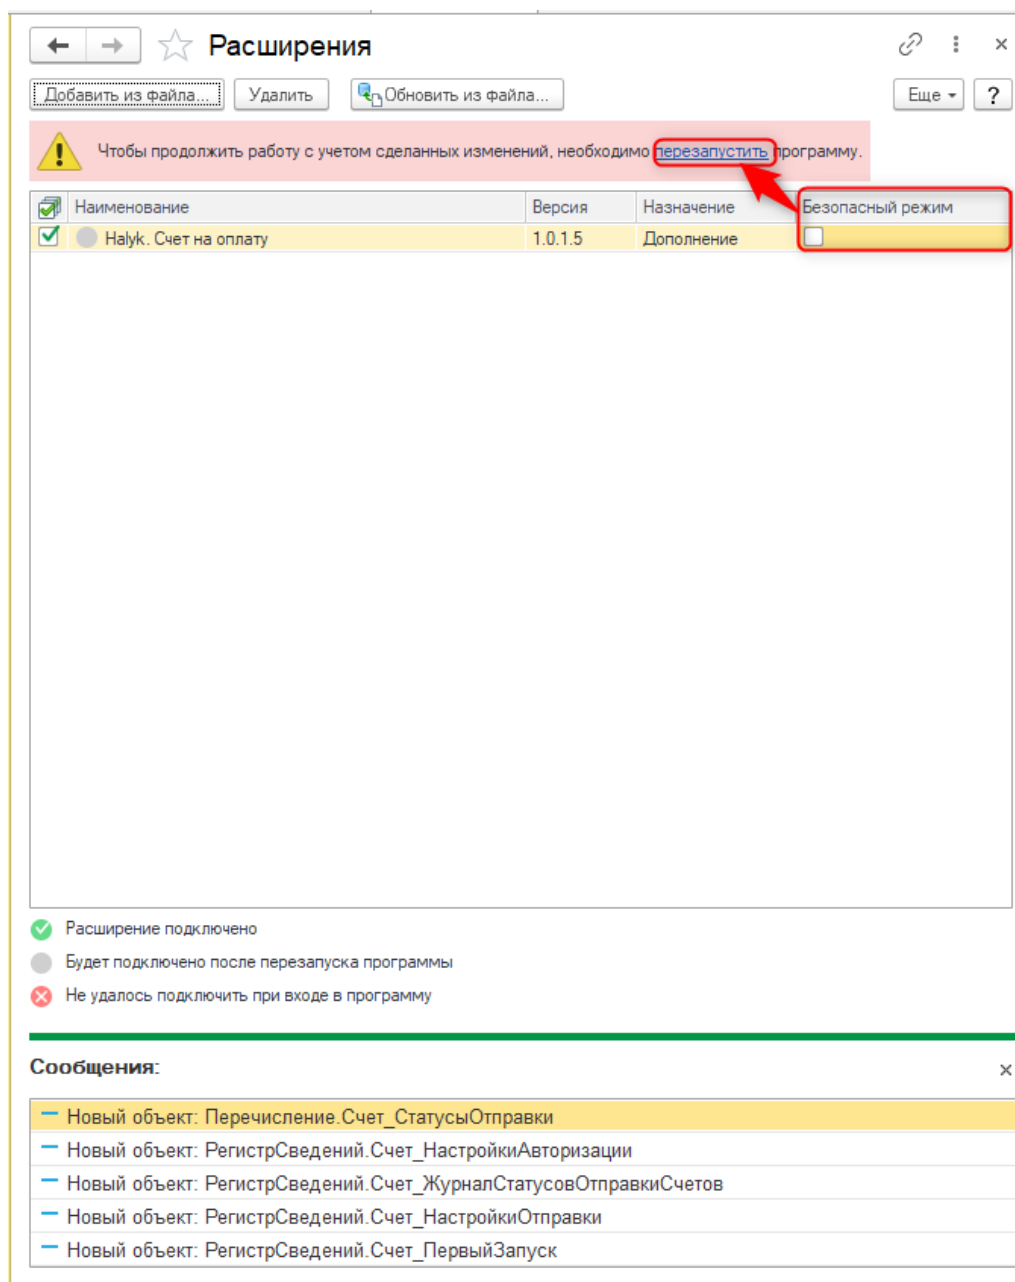 Расширения
Добавить из файла... Удалить Обновить из файла... Еще ?
Чтобы продолжить работу с учетом сделанных изменений, необходимо перезапустить программу.
Наименование Версия Назначение Безопасный режим
Halyk. Счет на оплату 1.0.1.5 Дополнение
Расширение подключено
Будет подключено после перезапуска программы
Не удалось подключить при входе в программу
Сообщения:
Новый объект: Перечисление.Счет_СтатусыОтправки
Новый объект: РегистрСведений.Счет_НастройкиАвторизации
Новый объект: РегистрСведений.Счет_ЖурналСтатусовОтправкиСчетов
Новый объект: РегистрСведений.Счет_НастройкиОтправки
Новый объект: РегистрСведений.Счет_ПервыйЗапуск